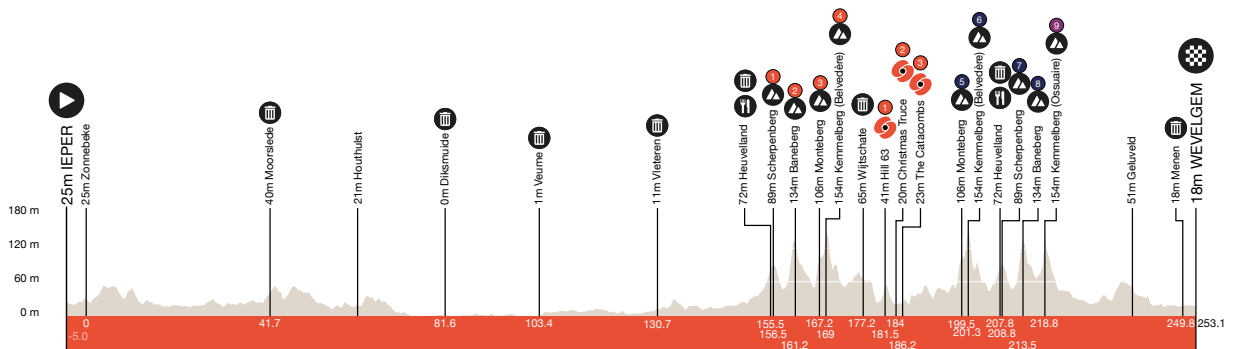 4
6
9
2
3
7
1
2
3
1
5
8
25m IEPER
25m Zonnebeke
40m Moorslede
21m Houthulst
0m Diksmuide
1m Veurne
11m Vleteren
72m Heuvelland
89m Scherpenberg
134m Baneberg
106m Monteberg
154m Kemmelberg (Belvedère)
65m Wijtschate
41m Hill 63
20m Christmas Truce
23m The Catacombs
106m Monteberg
154m Kemmelberg (Belvedère)
72m Heuvelland
89m Scherpenberg
134m Baneberg
154m Kemmelberg (Ossuaire)
51m Geluveld
18m Menen
18m WEVELGEM
180 m
120 m
60 m
0 m
0 41.7 81.6 103.4 130.7 155.5 167.2 177.2 184 199.5 207.8 218.8 249.8 253.1
-5.0 156.5 169 181.5 201.3 208.8
161.2 186.2 213.5